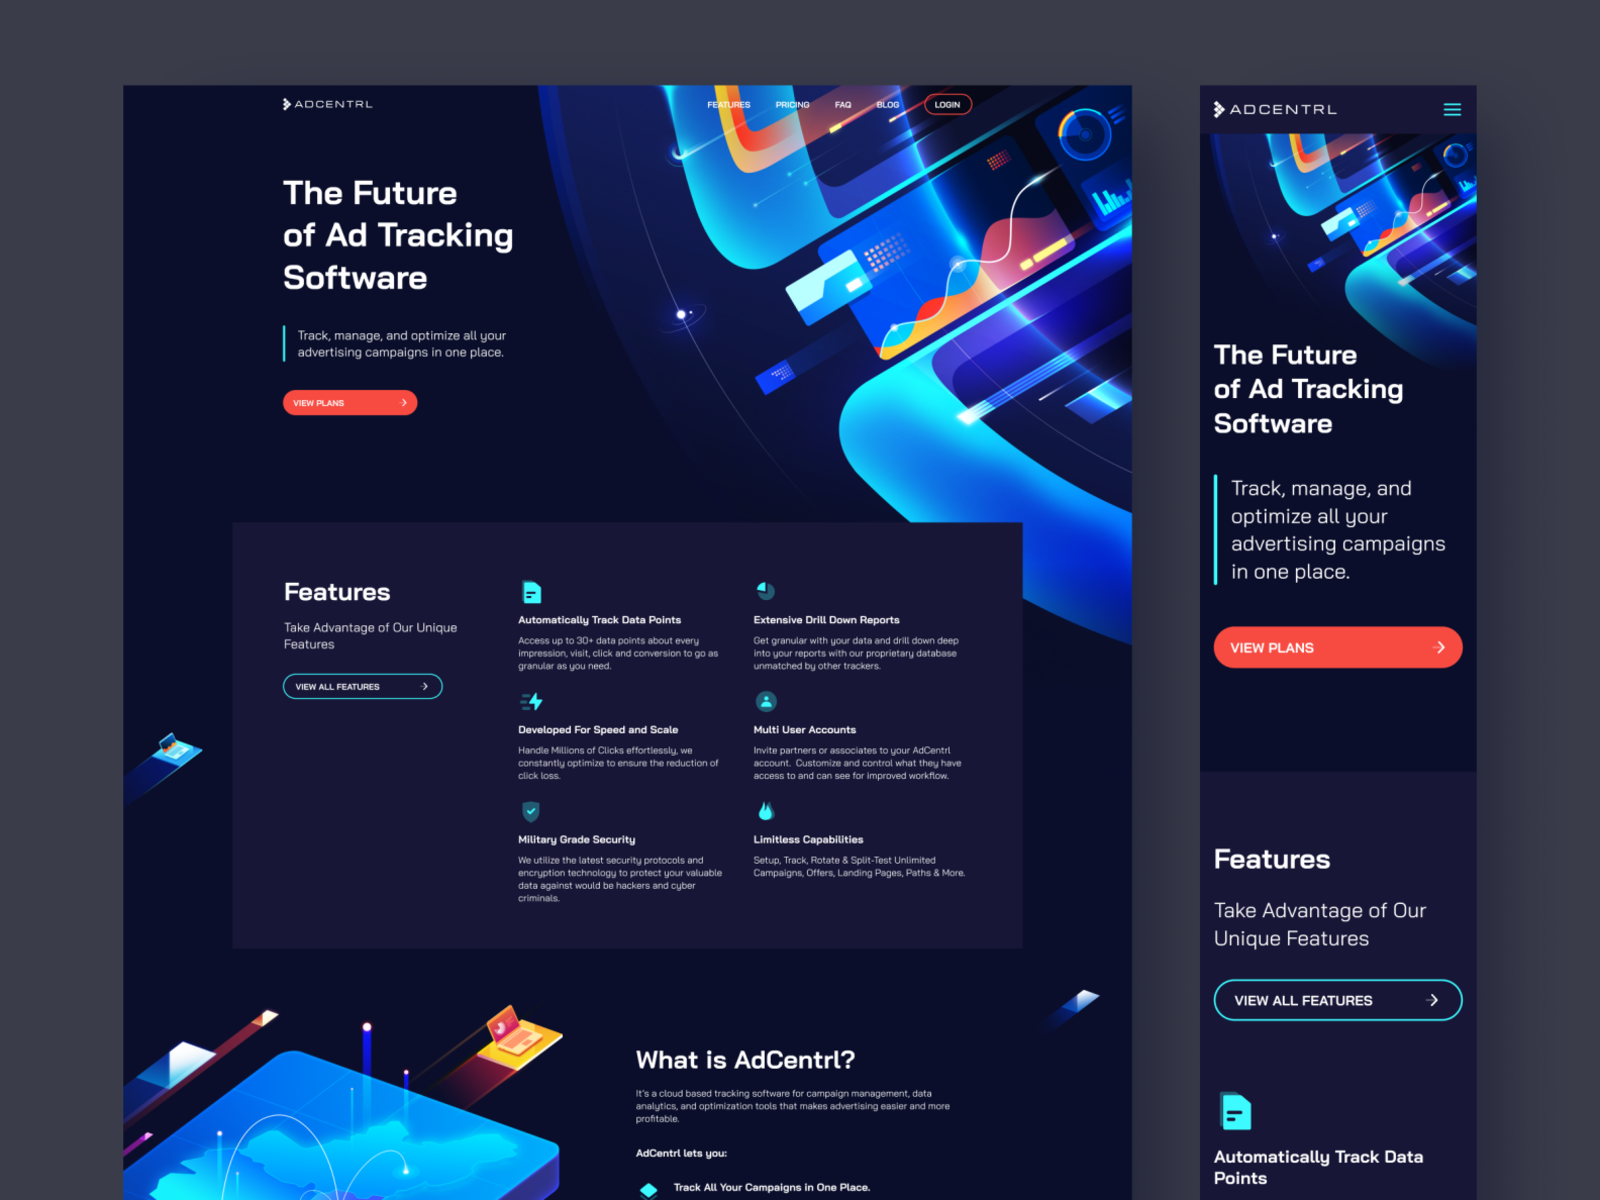 ADCENTRL
FEATURES PRICING FAQ BLOG LOGIN
The Future
of Ad Tracking
Software
Track, manage, and optimize all your
advertising campaigns in one place.
VIEW PLANS
Features
Take Advantage of Our Unique
Features
VIEW ALL FEATURES
Automatically Track Data Points
Access up to 30+ data points about every
impression, visit, click and conversion to go as
granular as you need.
Extensive Drill Down Reports
Get granular with your data and drill down deep
into your reports with our proprietary database
unmatched by other trackers.
Developed For Speed and Scale
Handle Millions of Clicks effortlessly, we
constantly optimize to ensure the reduction of
click loss.
Multi User Accounts
Invite partners or associates to your AdCentrl
account. Customize and control what they have
access to and can see for improved workflow.
Military Grade Security
We utilize the latest security protocols and
encryption technology to protect your valuable
data against would be hackers and cyber
criminals.
Limitless Capabilities
Setup, Track, Rotate & Split-Test Unlimited
Campaigns, Offers, Landing Pages, Paths & More.
What is AdCentrl?
It's a cloud based tracking software for campaign management, data
analytics, and optimization tools that makes advertising easier and more
profitable.
AdCentrl lets you:
Track All Your Campaigns in One Place.
ADCENTRL
The Future
of Ad Tracking
Software
Track, manage, and
optimize all your
advertising campaigns
in one place.
VIEW PLANS
Features
Take Advantage of Our
Unique Features
VIEW ALL FEATURES
Automatically Track Data
Points